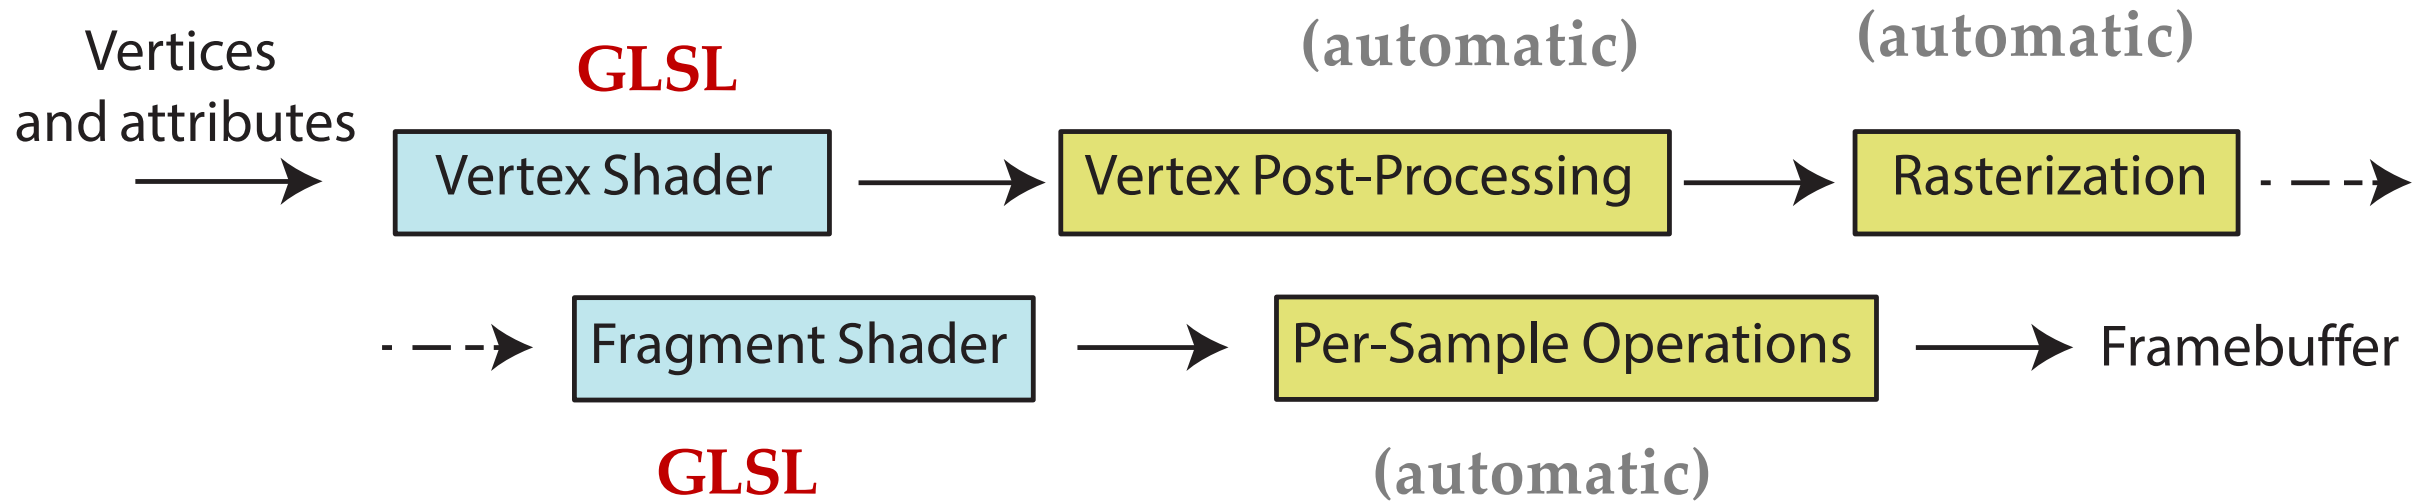 Vertices
and attributes
GLSL
(automatic)
(automatic)
Vertex Shader
Vertex Post-Processing
Rasterization
Fragment Shader
Per-Sample Operations
Framebuffer
GLSL
(automatic)